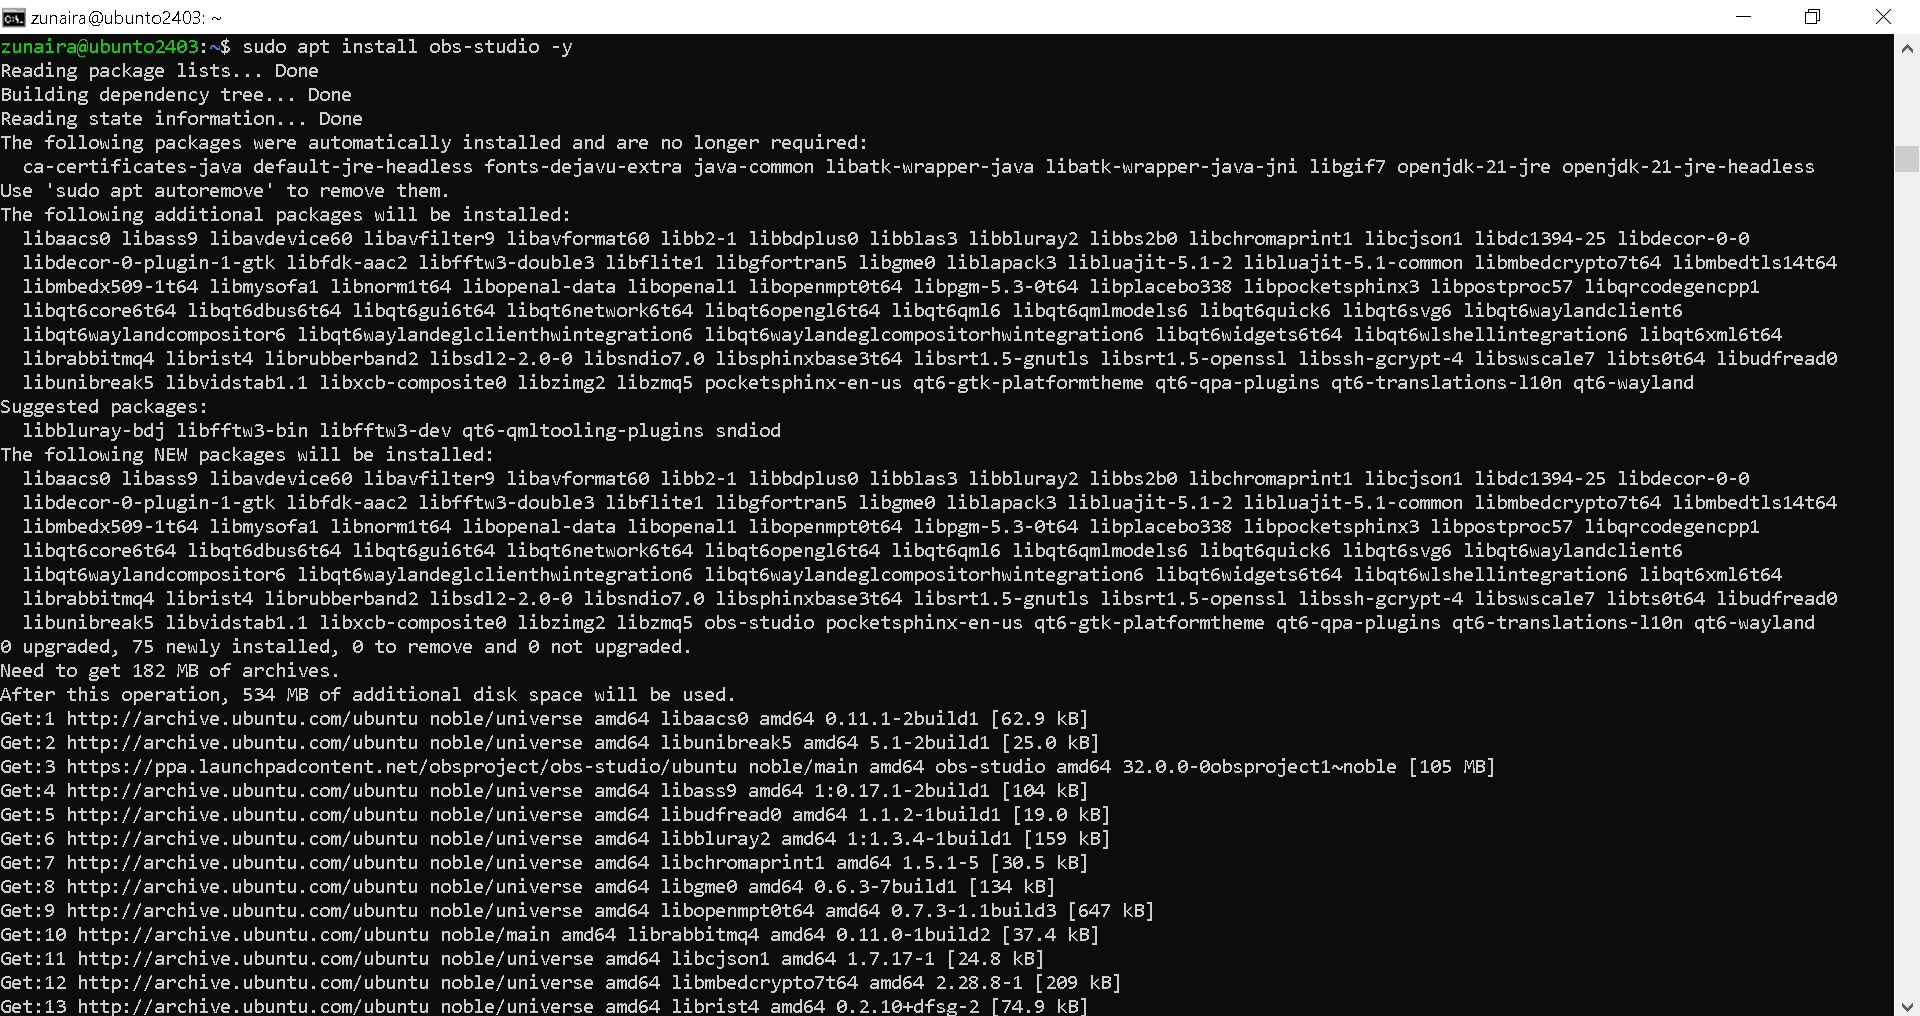 zunaira@ubunto2403: ~
zunaira@ubunto2403:~$ sudo apt install obs-studio -y
Reading package lists... Done
Building dependency tree... Done
Reading state information... Done
The following packages were automatically installed and are no longer required:
  ca-certificates-java default-jre-headless fonts-dejavu-extra java-common libatk-wrapper-java libatk-wrapper-java-jni libgif7 openjdk-21-jre openjdk-21-jre-headless
Use 'sudo apt autoremove' to remove them.
The following additional packages will be installed:
  libaacs0 libass9 libavdevice60 libavfilter9 libavformat60 libb2-1 libbdplus0 libblas3 libbluray2 libbs2b0 libchromaprint1 libcjson1 libdc1394-25 libdecor-0-0
  libdecor-0-plugin-1-gtk libfdk-aac2 libfftw3-double3 libflite1 libgfortran5 libgme0 liblapack3 libluajit-5.1-2 libluajit-5.1-common libmbedcrypto7t64 libmbedtls14t64
  libmbedx509-1t64 libmysofa1 libnorm1t64 libopenal-data libopenal1 libopenmpt0t64 libpgm-5.3-0t64 libplacebo338 libpocketsphinx3 libpostproc57 libqrcodegencpp1
  libqt6core6t64 libqt6dbus6t64 libqt6gui6t64 libqt6network6t64 libqt6opengl6t64 libqt6qml6 libqt6qmlmodels6 libqt6quick6 libqt6svg6 libqt6waylandclient6
  libqt6waylandcompositor6 libqt6waylandeglclienthwintegration6 libqt6waylandeglcompositorhwintegration6 libqt6widgets6t64 libqt6wlshellintegration6 libqt6xml6t64
  librabbitmq4 librist4 librubberband2 libsdl2-2.0-0 libsndio7.0 libsphinxbase3t64 libsrt1.5-gnutls libsrt1.5-openssl libssh-gcrypt-4 libswscale7 libts0t64 libudfread0
  libunibreak5 libvidstab1.1 libxcb-composite0 libzimg2 libzmq5 pocketsphinx-en-us qt6-gtk-platformtheme qt6-qpa-plugins qt6-translations-l10n qt6-wayland
Suggested packages:
  libbluray-bdj libfftw3-bin libfftw3-dev qt6-qmltooling-plugins sndiod
The following NEW packages will be installed:
  libaacs0 libass9 libavdevice60 libavfilter9 libavformat60 libb2-1 libbdplus0 libblas3 libbluray2 libbs2b0 libchromaprint1 libcjson1 libdc1394-25 libdecor-0-0
  libdecor-0-plugin-1-gtk libfdk-aac2 libfftw3-double3 libflite1 libgfortran5 libgme0 liblapack3 libluajit-5.1-2 libluajit-5.1-common libmbedcrypto7t64 libmbedtls14t64
  libmbedx509-1t64 libmysofa1 libnorm1t64 libopenal-data libopenal1 libopenmpt0t64 libpgm-5.3-0t64 libplacebo338 libpocketsphinx3 libpostproc57 libqrcodegencpp1
  libqt6core6t64 libqt6dbus6t64 libqt6gui6t64 libqt6network6t64 libqt6opengl6t64 libqt6qml6 libqt6qmlmodels6 libqt6quick6 libqt6svg6 libqt6waylandclient6
  libqt6waylandcompositor6 libqt6waylandeglclienthwintegration6 libqt6waylandeglcompositorhwintegration6 libqt6widgets6t64 libqt6wlshellintegration6 libqt6xml6t64
  librabbitmq4 librist4 librubberband2 libsdl2-2.0-0 libsndio7.0 libsphinxbase3t64 libsrt1.5-gnutls libsrt1.5-openssl libssh-gcrypt-4 libswscale7 libts0t64 libudfread0
  libunibreak5 libvidstab1.1 libxcb-composite0 libzimg2 libzmq5 obs-studio pocketsphinx-en-us qt6-gtk-platformtheme qt6-qpa-plugins qt6-translations-l10n qt6-wayland
0 upgraded, 75 newly installed, 0 to remove and 0 not upgraded.
Need to get 182 MB of archives.
After this operation, 534 MB of additional disk space will be used.
Get:1 http://archive.ubuntu.com/ubuntu noble/universe amd64 libaacs0 amd64 0.11.1-2build1 [62.9 kB]
Get:2 http://archive.ubuntu.com/ubuntu noble/universe amd64 libunibreak5 amd64 5.1-2build1 [25.0 kB]
Get:3 https://ppa.launchpadcontent.net/obsproject/obs-studio/ubuntu noble/main amd64 obs-studio amd64 32.0.0-0obsproject1~noble [105 MB]
Get:4 http://archive.ubuntu.com/ubuntu noble/universe amd64 libass9 amd64 1:0.17.1-2build1 [104 kB]
Get:5 http://archive.ubuntu.com/ubuntu noble/universe amd64 libudfread0 amd64 1.1.2-1build1 [19.0 kB]
Get:6 http://archive.ubuntu.com/ubuntu noble/universe amd64 libbluray2 amd64 1:1.3.4-1build1 [159 kB]
Get:7 http://archive.ubuntu.com/ubuntu noble/universe amd64 libchromaprint1 amd64 1.5.1-5 [30.5 kB]
Get:8 http://archive.ubuntu.com/ubuntu noble/universe amd64 libgme0 amd64 0.6.3-7build1 [134 kB]
Get:9 http://archive.ubuntu.com/ubuntu noble/universe amd64 libopenmpt0t64 amd64 0.7.3-1.1build3 [647 kB]
Get:10 http://archive.ubuntu.com/ubuntu noble/main amd64 librabbitmq4 amd64 0.11.0-1build2 [37.4 kB]
Get:11 http://archive.ubuntu.com/ubuntu noble/universe amd64 libcjson1 amd64 1.7.17-1 [24.8 kB]
Get:12 http://archive.ubuntu.com/ubuntu noble/universe amd64 libmbedcrypto7t64 amd64 2.28.8-1 [209 kB]
Get:13 http://archive.ubuntu.com/ubuntu noble/universe amd64 librist4 amd64 0.2.10+dfsg-2 [74.9 kB]